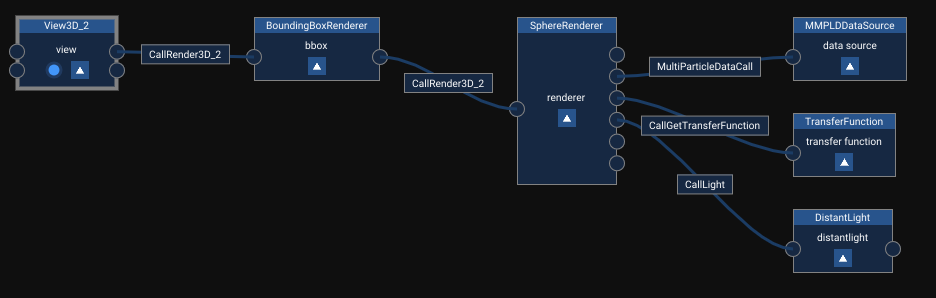 View3D_2
view
CallRender3D_2
BoundingBoxRenderer
bbox
CallRender3D_2
SphereRenderer
renderer
MultiParticleDataCall
CallGetTransferFunction
CallLight
MMPLDDataSource
data source
TransferFunction
transfer function
DistantLight
distantlight